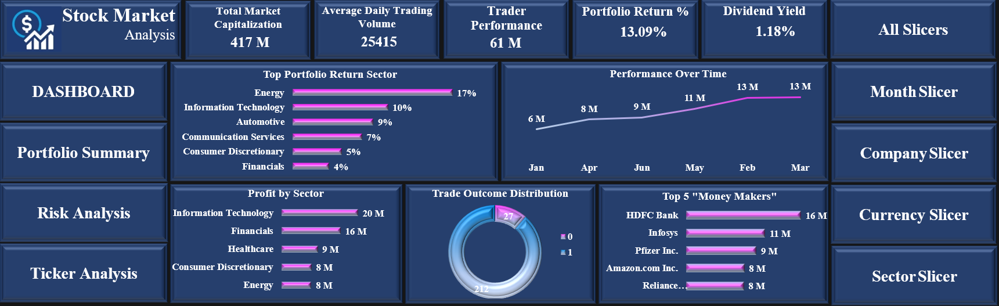 Stock Market
Analysis
Total Market
Capitalization
417 M
Average Daily Trading
Volume
25415
Trader
Performance
61 M
Portfolio Return %
13.09%
Dividend Yield
1.18%
All Slicers
DASHBOARD
Portfolio Summary
Risk Analysis
Ticker Analysis
Top Portfolio Return Sector
Energy 17%
Information Technology 10%
Automotive 9%
Communication Services 7%
Consumer Discretionary 5%
Financials 4%
Performance Over Time
6 M 8 M 9 M 11 M 13 M 13 M
Jan Apr Jun May Feb Mar
Profit by Sector
Information Technology 20 M
Financials 16 M
Healthcare 9 M
Consumer Discretionary 8 M
Energy 8 M
Trade Outcome Distribution
27
212
0
1
Top 5 "Money Makers"
HDFC Bank 16 M
Infosys 11 M
Pfizer Inc. 9 M
Amazon.com Inc. 8 M
Reliance… 8 M
Month Slicer
Company Slicer
Currency Slicer
Sector Slicer